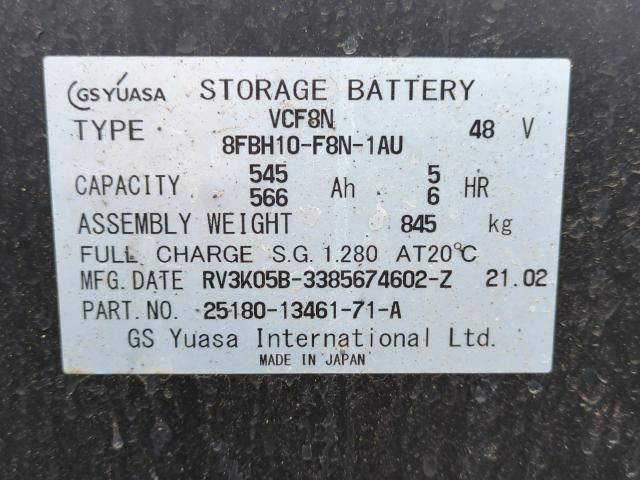 GS YUASA STORAGE BATTERY
TYPE VCF8N 48 V
8FBH10-F8N-1AU
CAPACITY 545 Ah 5 HR
566 6
ASSEMBLY WEIGHT 845 kg
FULL CHARGE S.G. 1.280 AT20°C
MFG. DATE RV3K05B-3385674602-Z 21.02
PART. NO. 25180-13461-71-A
GS Yuasa International Ltd.
MADE IN JAPAN